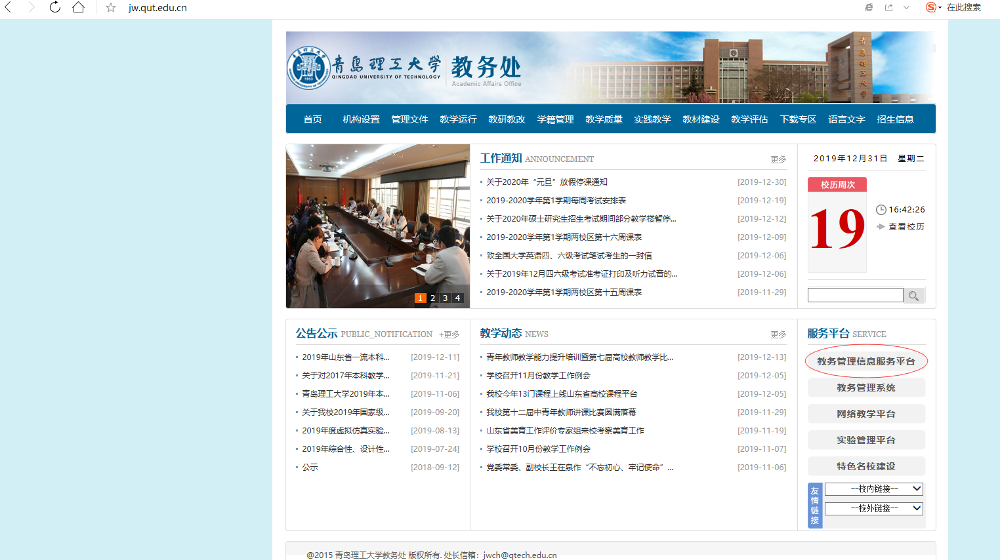 jw.qut.edu.cn
在此搜索
青岛理工大学
QINGDAO UNIVERSITY OF TECHNOLOGY
教务处
Academic Affairs Office
青岛理工大学
首页 机构设置 管理文件 教学运行 教研教改 学籍管理 教学质量 实践教学 教材建设 教学评估 下载专区 语言文字 招生信息
1 2 3 4
工作通知 ANNOUNCEMENT 更多
关于2020年“元旦”放假停课通知 [2019-12-30]
2019-2020学年第1学期每周考试安排表 [2019-12-19]
关于2020年硕士研究生招生考试期间部分教学楼暂停... [2019-12-12]
2019-2020学年第1学期两校区第十六周课表 [2019-12-09]
致全国大学英语四、六级考试笔试考生的一封信 [2019-12-06]
关于2019年12月四六级考试准考证打印及听力试音的... [2019-12-06]
2019-2020学年第1学期两校区第十五周课表 [2019-11-29]
2019年12月31日 星期二
校历周次
19
16:42:26
查看校历
公告公示 PUBLIC_NOTIFICATION +更多
2019年山东省一流本科... [2019-12-11]
关于对2017年本科教学... [2019-11-21]
青岛理工大学2019年本... [2019-11-06]
关于我校2019年国家级... [2019-09-20]
2019年度虚拟仿真实验... [2019-08-13]
2019年综合性、设计性... [2019-07-24]
公示 [2018-09-12]
教学动态 NEWS 更多
青年教师教学能力提升培训暨第七届高校教师教学比... [2019-12-13]
学校召开11月份教学工作例会 [2019-12-05]
我校今年13门课程上线山东省高校课程平台 [2019-12-05]
我校第十二届中青年教师讲课比赛圆满落幕 [2019-11-29]
山东省美育工作评价专家组来校考察美育工作 [2019-11-19]
学校召开10月份教学工作例会 [2019-11-07]
党委常委、副校长王在泉作“不忘初心、牢记使命”... [2019-11-06]
服务平台 SERVICE
教务管理信息服务平台
教务管理系统
网络教学平台
实验管理平台
特色名校建设
友情链接
--校内链接--
--校外链接--
@2015 青岛理工大学教务处 版权所有. 处长信箱：jwch@qtech.edu.cn